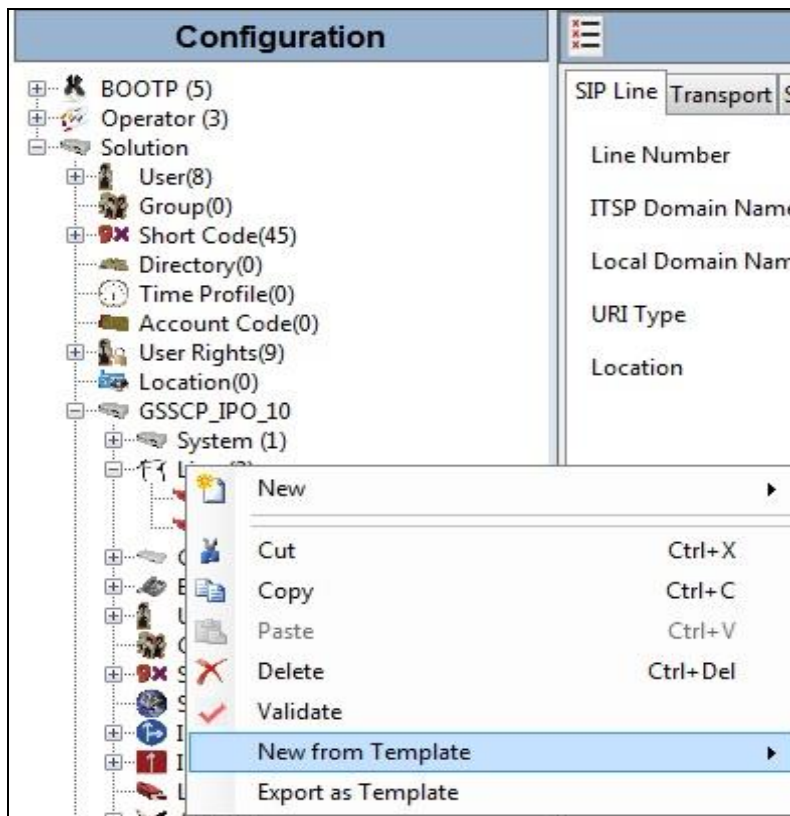 Configuration
BOOTP (5)
Operator (3)
Solution
User(8)
Group(0)
Short Code(45)
Directory(0)
Time Profile(0)
Account Code(0)
User Rights(9)
Location(0)
GSSCP_IPO_10
System (1)
SIP Line
Transport
Line Number
ITSP Domain Name
Local Domain Nam
URI Type
Location
New
Cut Ctrl+X
Copy Ctrl+C
Paste Ctrl+V
Delete Ctrl+Del
Validate
New from Template
Export as Template